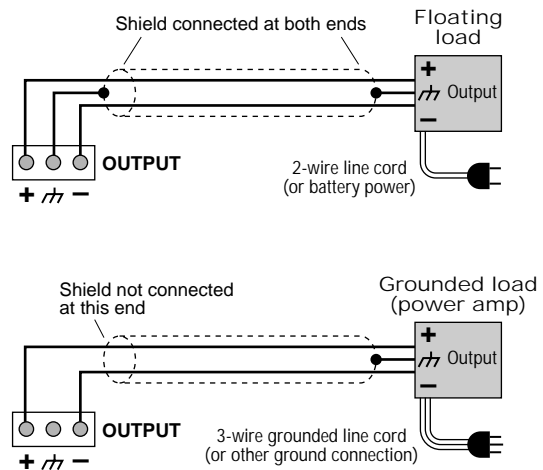 Shield connected at both ends
Floating
load
+
Output
−
OUTPUT
+ −
2-wire line cord
(or battery power)
Shield not connected
at this end
Grounded load
(power amp)
+
Output
−
OUTPUT
+ −
3-wire grounded line cord
(or other ground connection)